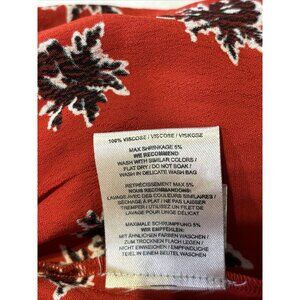 100% VISCOSE / VISCOSE / VISKOSE
MAX SHRINKAGE 5%
WE RECOMMEND
WASH WITH SIMILAR COLORS /
FLAT DRY / DO NOT SOAK /
WASH IN DELICATE WASH BAG
RETRECISSEMENT MAX 5%
NOUS RECOMMANDONS
LAVAGE AVEC DES COULEURS SIMILAIRES /
SÉCHAGE À PLAT / NE PAS LAISSER
TREMPER / UTILISER UN FILET DE
LAVAGE POUR LINGE DÉLICAT
MAXIMALE SCHRUMPFUNG 5%
WIR EMPFEHLEN:
MIT ÄHNLICHEN FARBEN WASCHEN /
ZUM TROCKNEN FLACH LEGEN /
NICHT EINWEICHEN / EMPFINDLICHE
TEILE IN EINEM BEUTEL WASCHEN